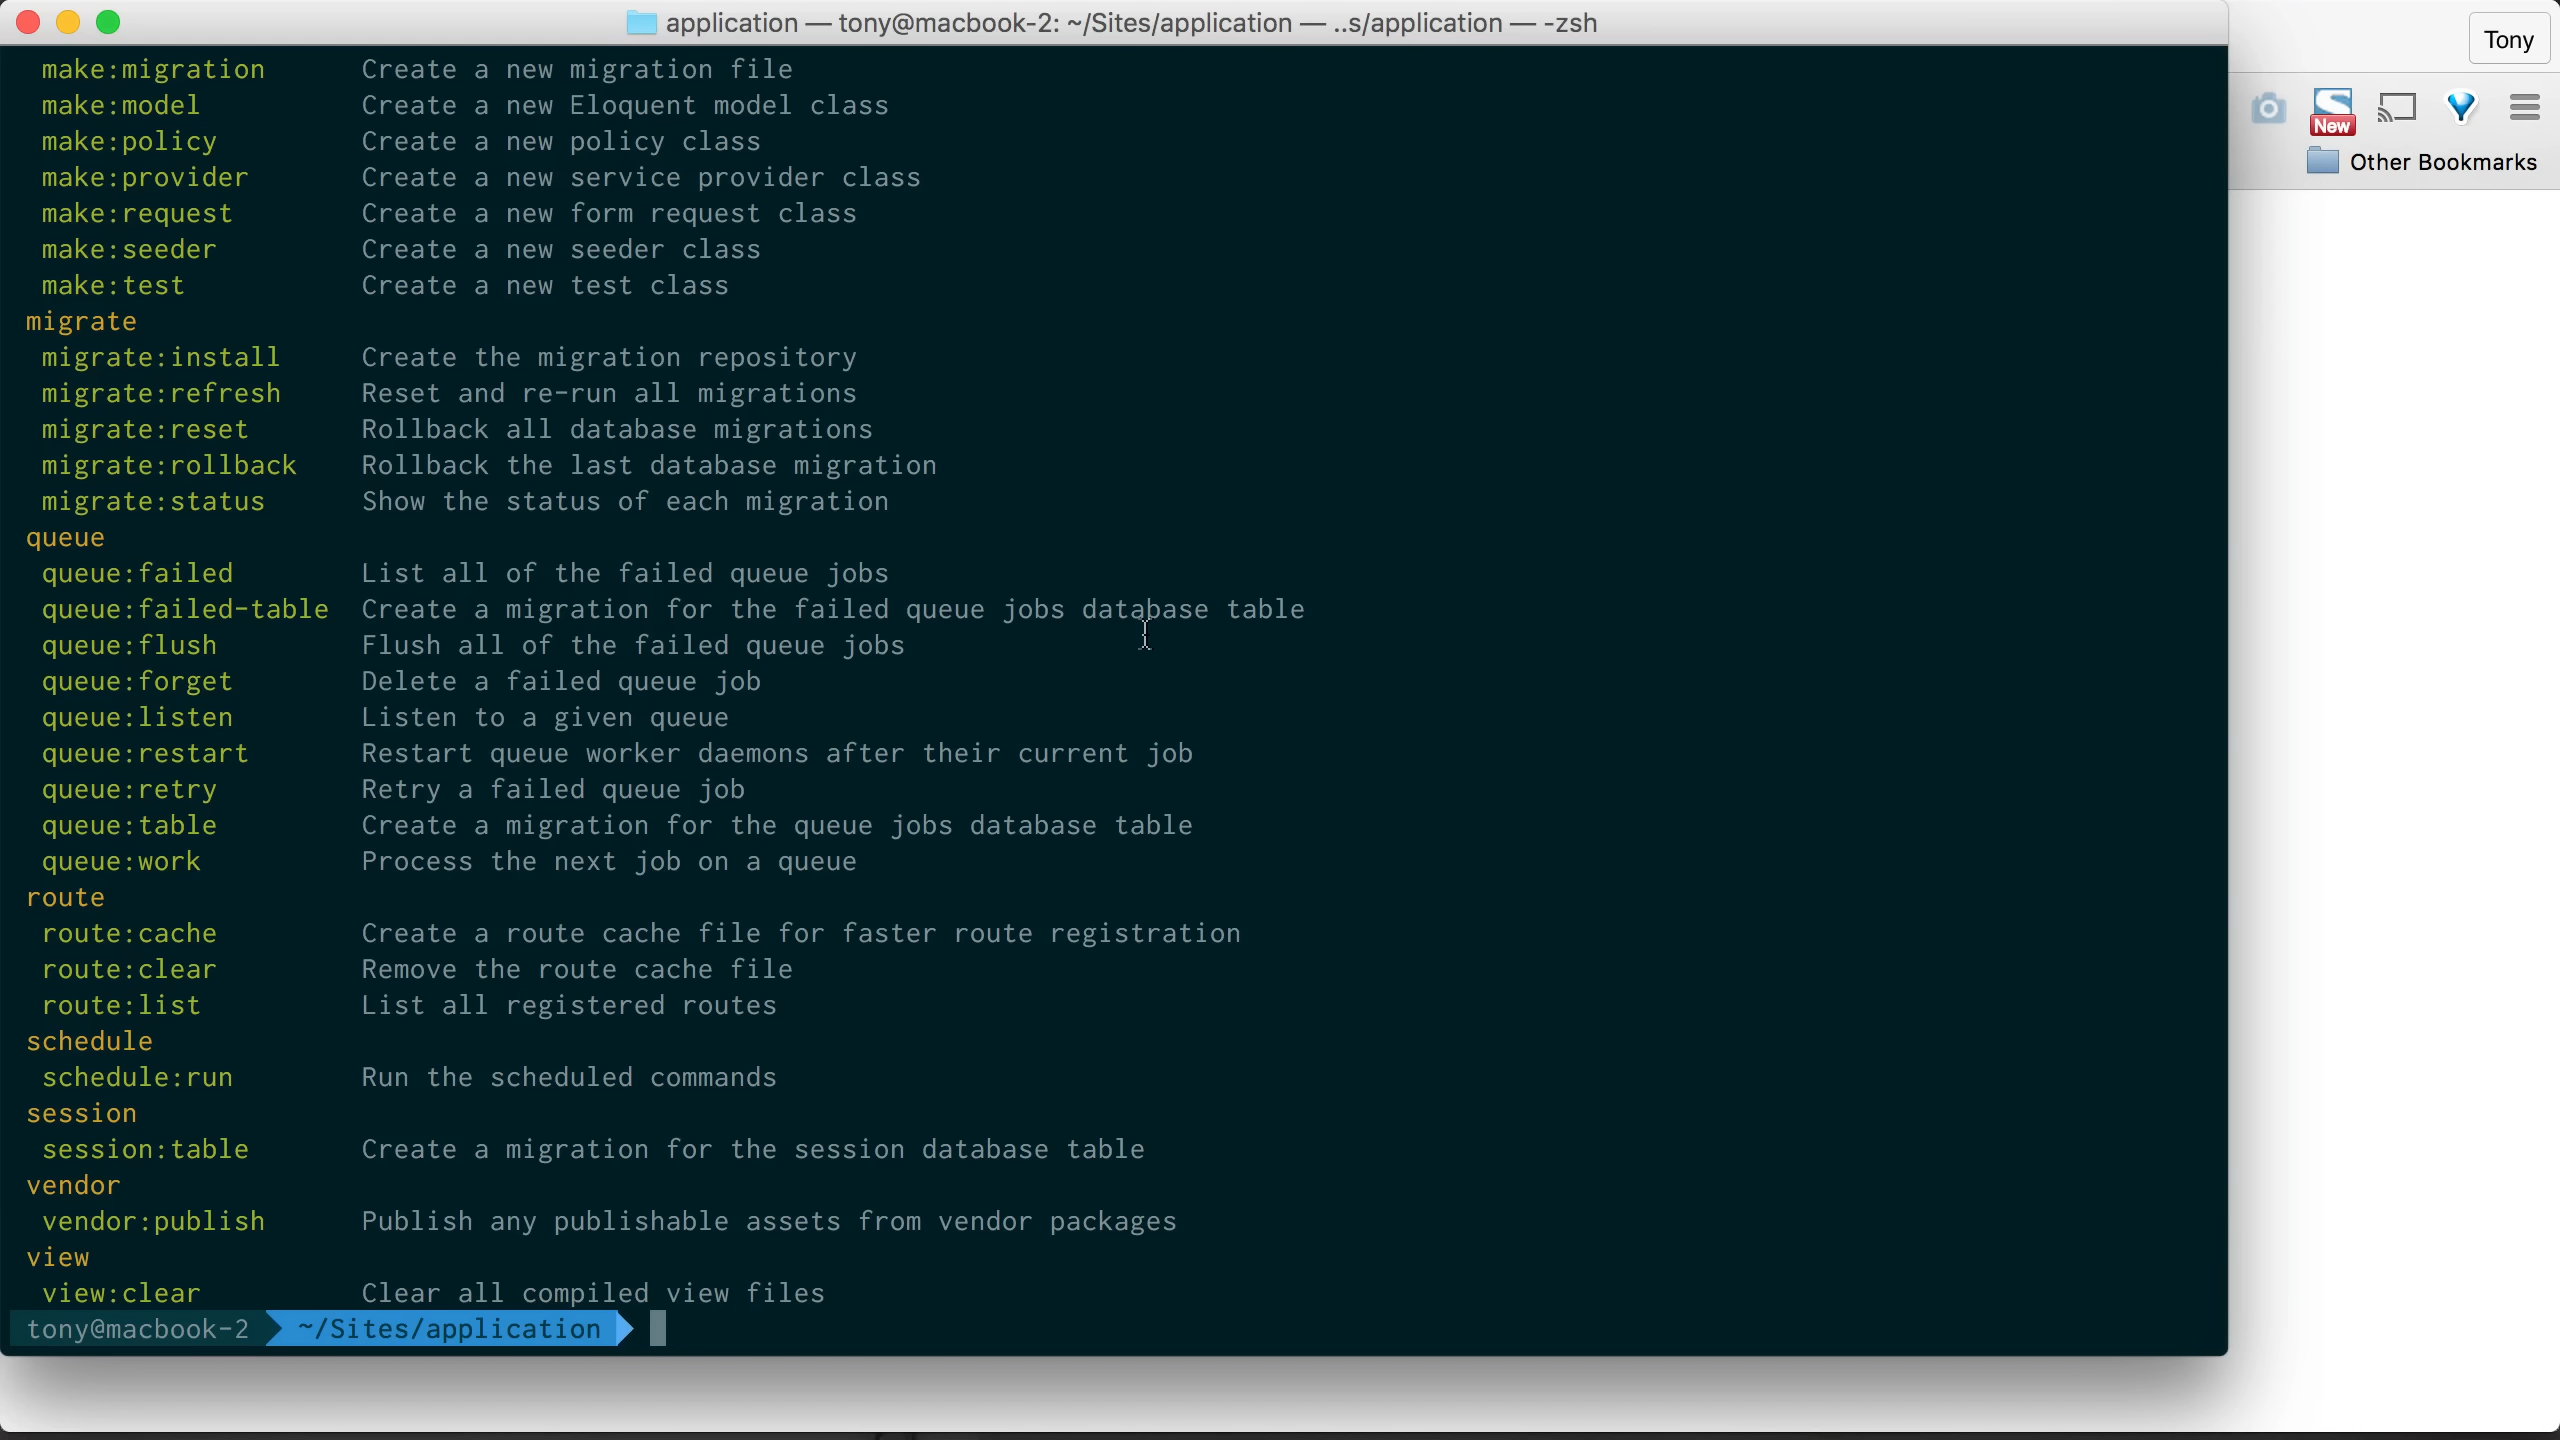 application — tony@macbook-2: ~/Sites/application — ..s/application — -zsh
Tony
New
Other Bookmarks
make:migration Create a new migration file
make:model Create a new Eloquent model class
make:policy Create a new policy class
make:provider Create a new service provider class
make:request Create a new form request class
make:seeder Create a new seeder class
make:test Create a new test class
migrate
migrate:install Create the migration repository
migrate:refresh Reset and re-run all migrations
migrate:reset Rollback all database migrations
migrate:rollback Rollback the last database migration
migrate:status Show the status of each migration
queue
queue:failed List all of the failed queue jobs
queue:failed-table Create a migration for the failed queue jobs database table
queue:flush Flush all of the failed queue jobs
queue:forget Delete a failed queue job
queue:listen Listen to a given queue
queue:restart Restart queue worker daemons after their current job
queue:retry Retry a failed queue job
queue:table Create a migration for the queue jobs database table
queue:work Process the next job on a queue
route
route:cache Create a route cache file for faster route registration
route:clear Remove the route cache file
route:list List all registered routes
schedule
schedule:run Run the scheduled commands
session
session:table Create a migration for the session database table
vendor
vendor:publish Publish any publishable assets from vendor packages
view
view:clear Clear all compiled view files
tony@macbook-2 ~/Sites/application